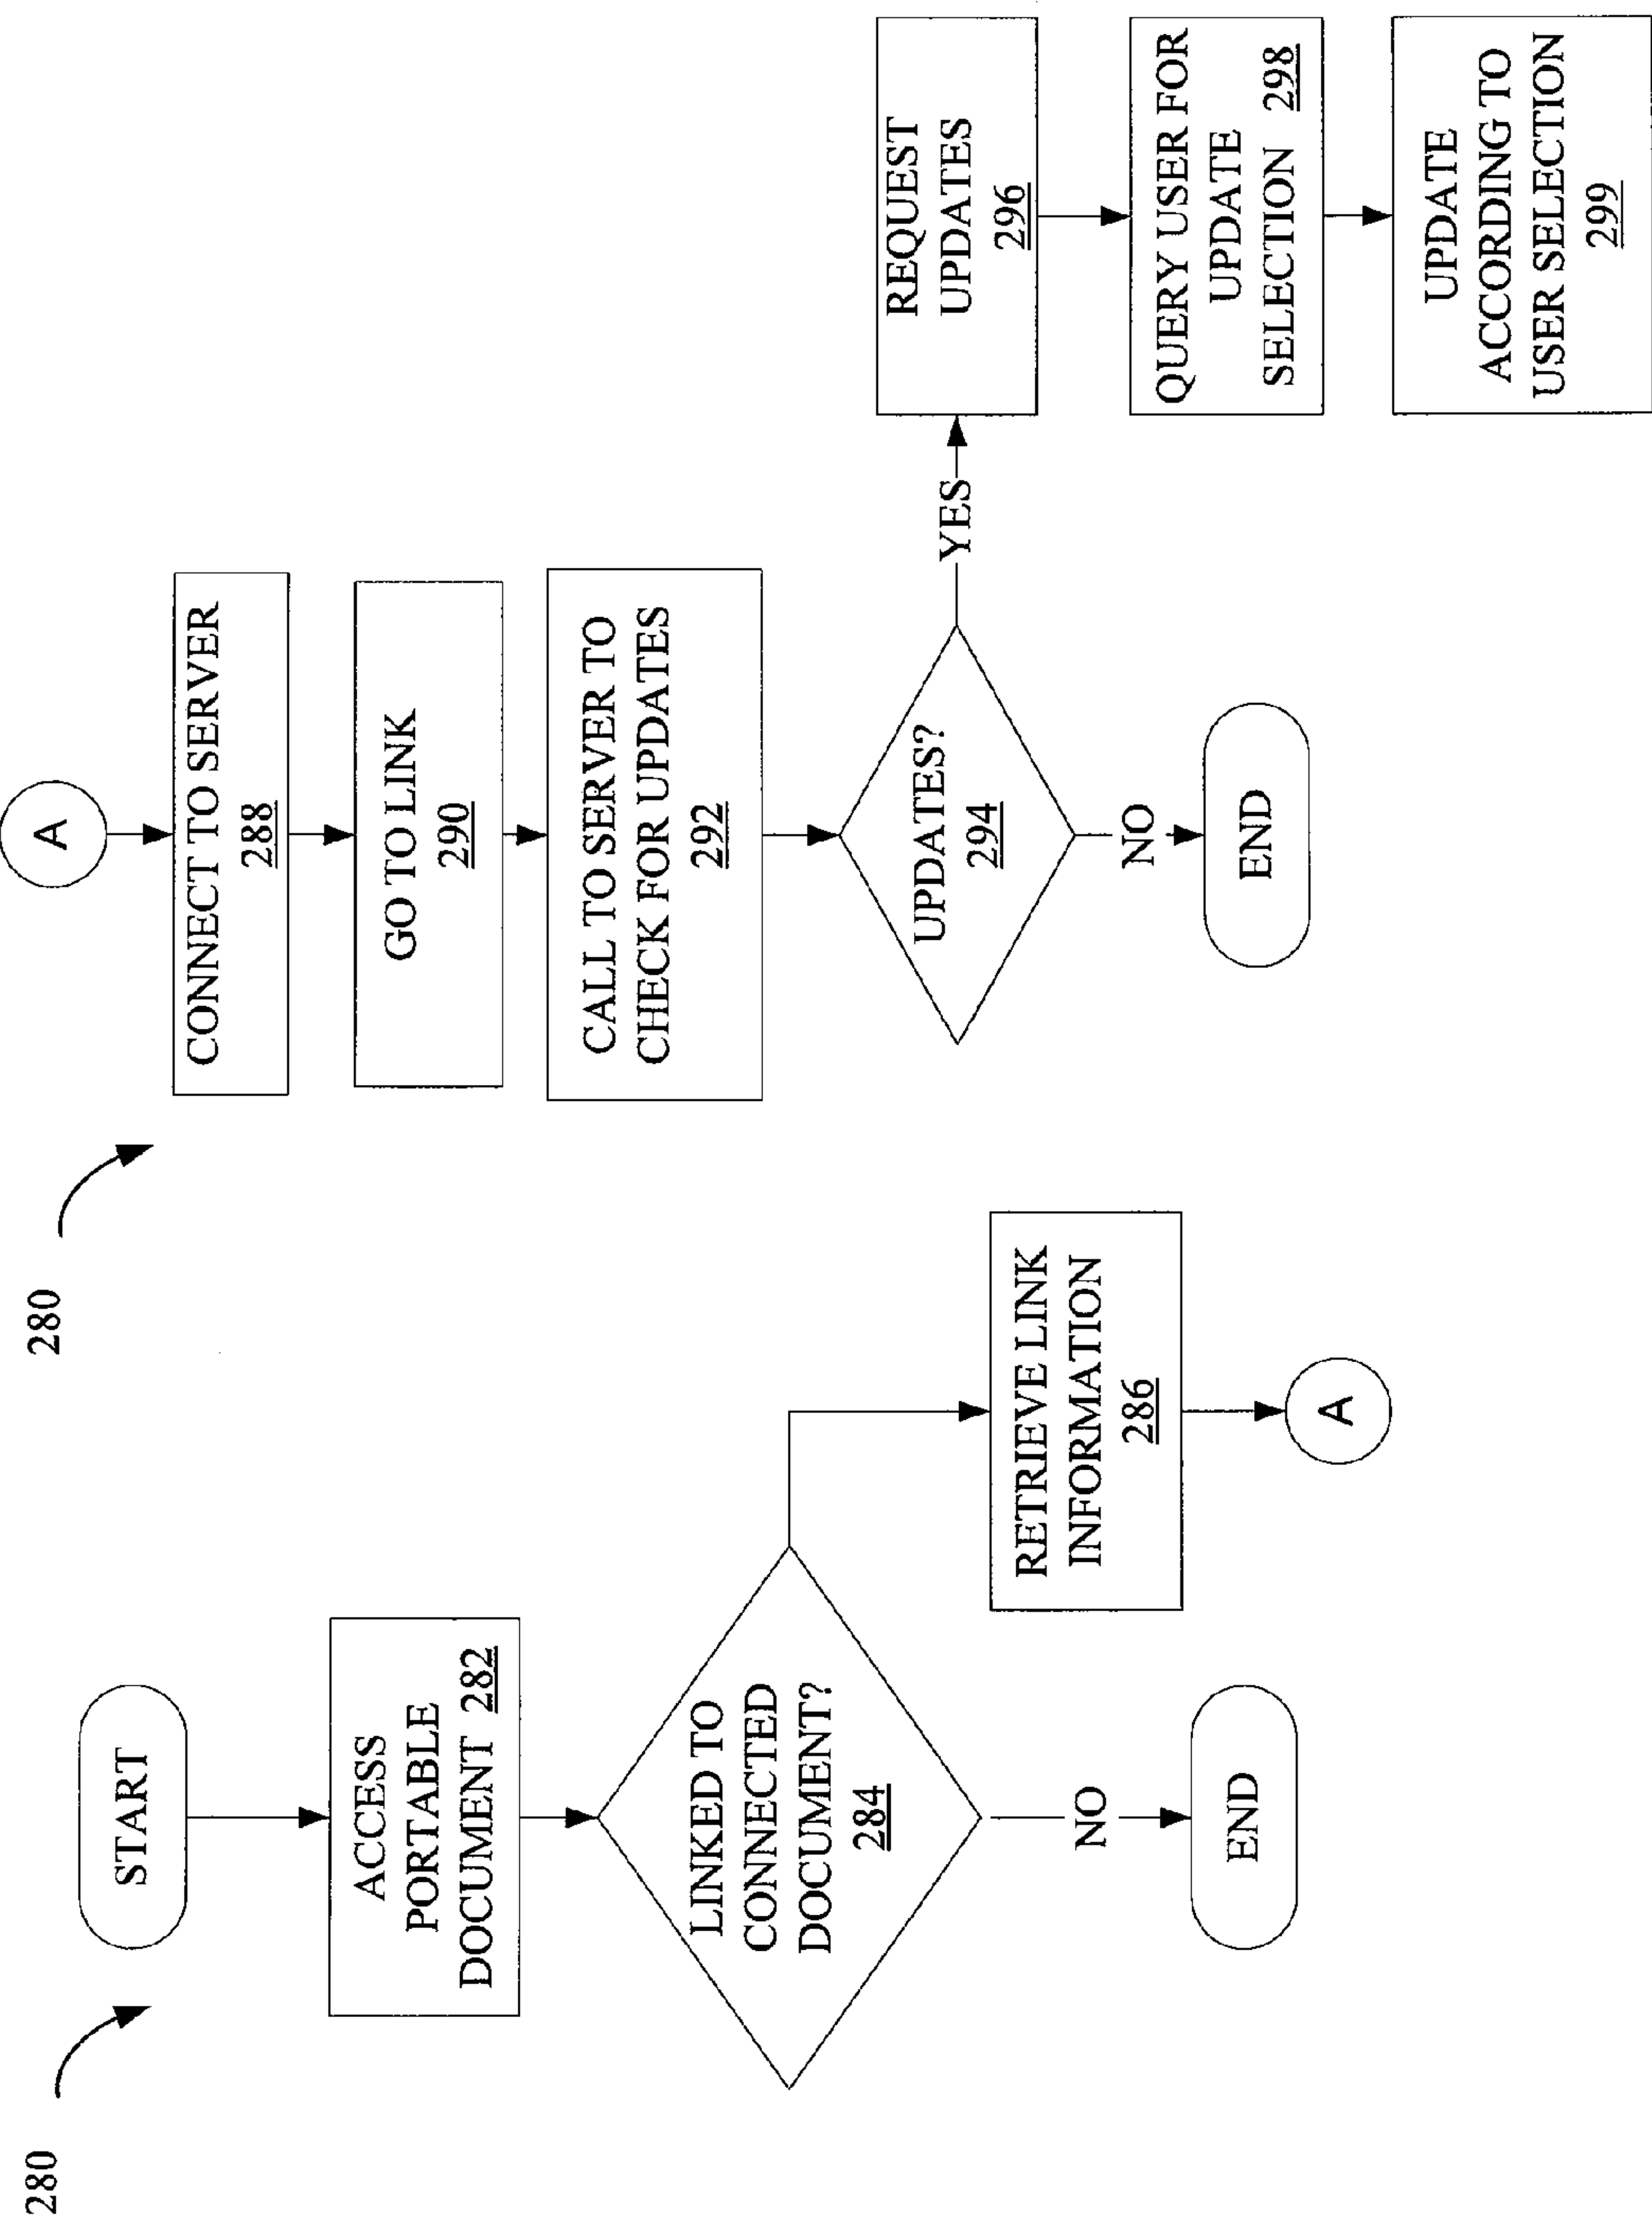 280
START
ACCESS
PORTABLE
DOCUMENT 282
LINKED TO
CONNECTED
DOCUMENT?
284
NO
END
RETRIEVE LINK
INFORMATION
286
A
280
A
CONNECT TO SERVER
288
GO TO LINK
290
CALL TO SERVER TO
CHECK FOR UPDATES
292
UPDATES?
294
NO
END
YES
REQUEST
UPDATES
296
QUERY USER FOR
UPDATE
SELECTION 298
UPDATE
ACCORDING TO
USER SELECTION
299